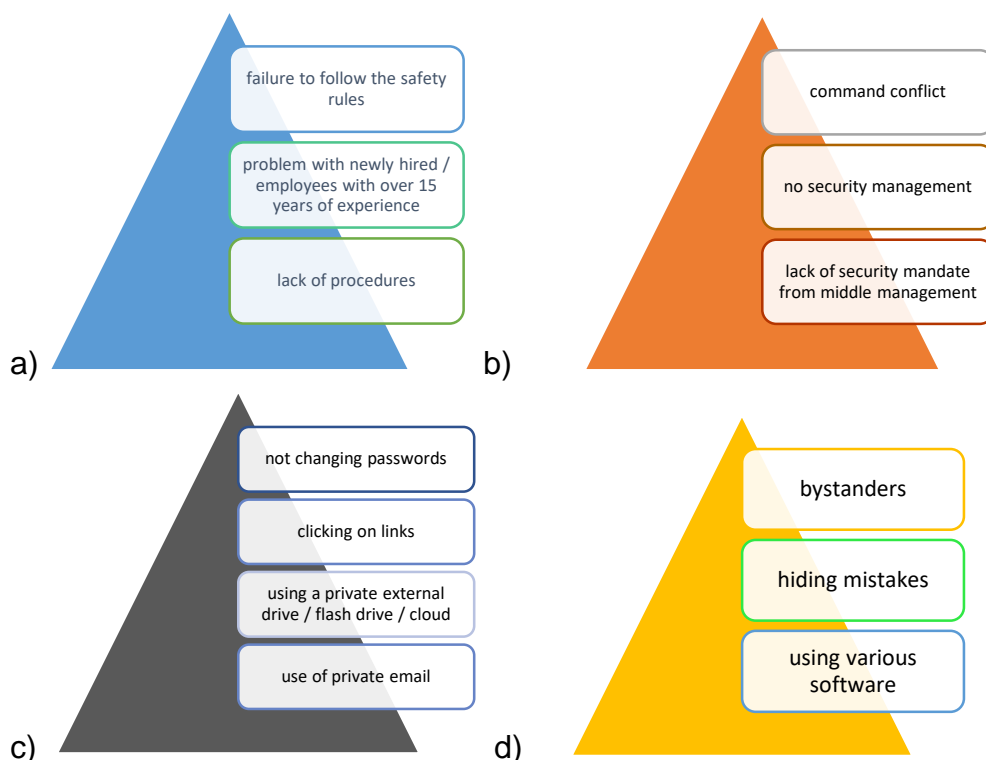 failure to follow the safety
rules
problem with newly hired /
employees with over 15
years of experience
lack of procedures
a)
command conflict
no security management
lack of security mandate
from middle management
b)
not changing passwords
clicking on links
using a private external
drive / flash drive / cloud
use of private email
c)
bystanders
hiding mistakes
using various
software
d)